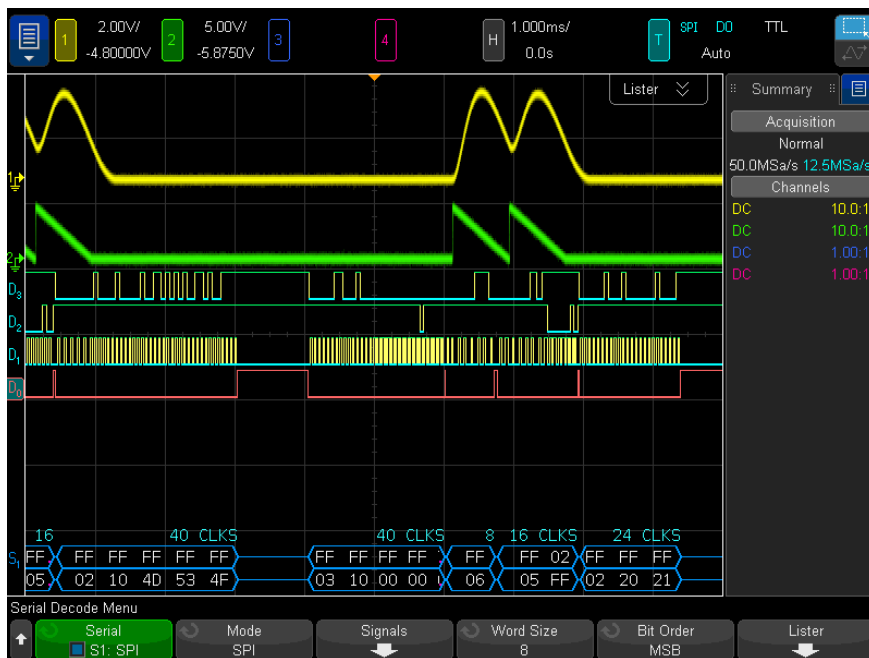 1 2.00V/ -4.80000V 2 5.00V/ -5.8750V 3 4 H 1.000ms/ 0.0s T SPI D0 TTL Auto
Lister
Summary
Acquisition
Normal
50.0MSa/s 12.5MSa/s
Channels
DC 10.0:1
DC 10.0:1
DC 1.00:1
DC 1.00:1
1
2
D3
D2
D1
D0
16 40 CLKS 40 CLKS 8 16 CLKS 24 CLKS
S1 FF FF FF FF FF FF FF FF FF FF FF FF 02 FF FF FF
05 02 10 4D 53 4F 03 10 00 00 06 05 FF 02 20 21
Serial Decode Menu
Serial Mode Signals Word Size Bit Order Lister
S1: SPI SPI 8 MSB